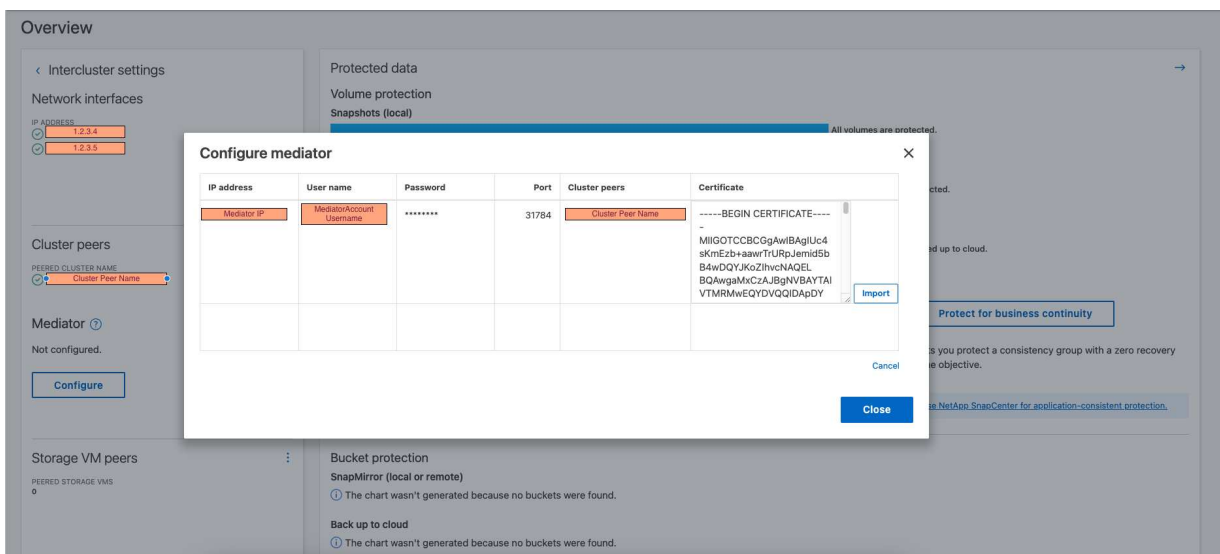 Overview
Intercluster settings
Network interfaces
IP ADDRESS
1.2.3.4
1.2.3.5
Cluster peers
PEERED CLUSTER NAME
Cluster Peer Name
Mediator
Not configured.
Configure
Storage VM peers
PEERED STORAGE VMS
0
Protected data
Volume protection
Snapshots (local)
All volumes are protected.
cted.
ed up to cloud.
Protect for business continuity
ts you protect a consistency group with a zero recovery
e objective.
se NetApp SnapCenter for application-consistent protection.
Configure mediator
IP address User name Password Port Cluster peers Certificate
Mediator IP
MediatorAccount
Username
********
31784
Cluster Peer Name
-----BEGIN CERTIFICATE----
-
MIIGOTCCBCGgAwIBAgIUc4
sKmEzb+aawrTrURpJemid5b
B4wDQYJKoZIhvcNAQEL
BQAwgaMxCzAJBgNVBAYTAl
VTMRMwEQYDVQQIDApDY
Import
Cancel
Close
Bucket protection
SnapMirror (local or remote)
The chart wasn't generated because no buckets were found.
Back up to cloud
The chart wasn't generated because no buckets were found.